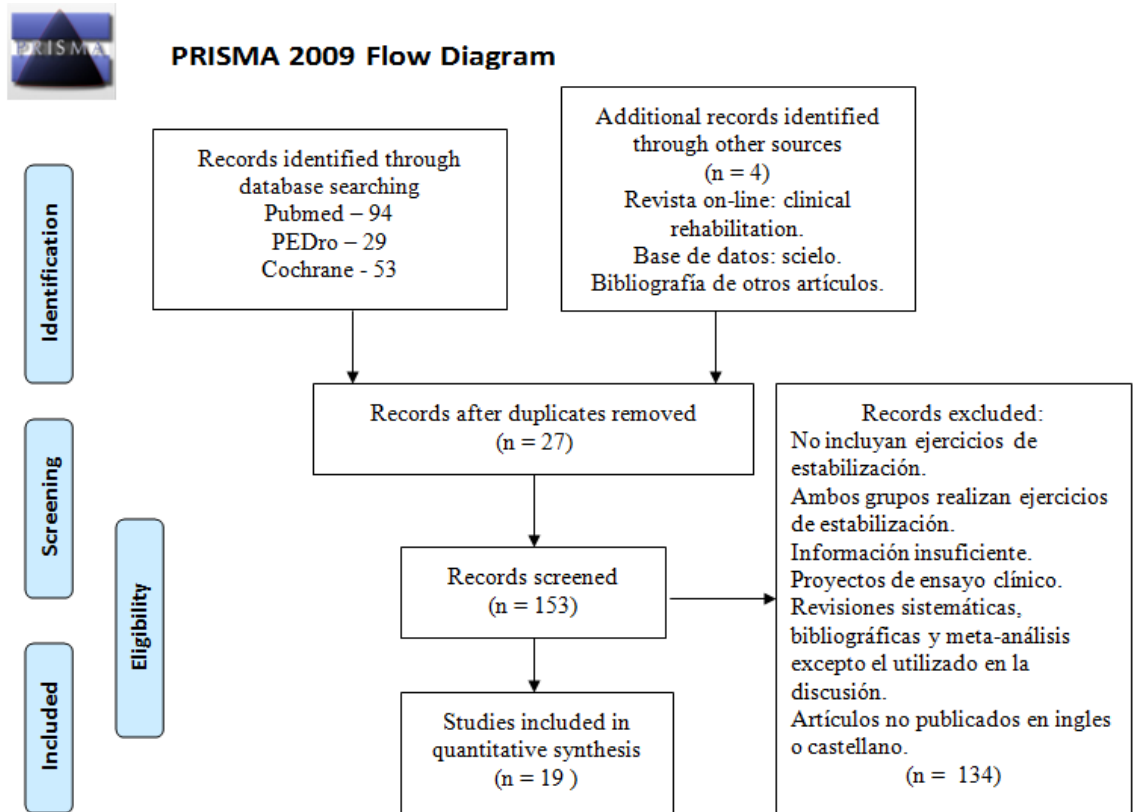 PRISMA
PRISMA 2009 Flow Diagram
Identification
Screening
Eligibility
Included
Records identified through
database searching
Pubmed – 94
PEDro – 29
Cochrane - 53
Additional records identified
through other sources
(n = 4)
Revista on-line: clinical
rehabilitation.
Base de datos: scielo.
Bibliografía de otros artículos.
Records after duplicates removed
(n = 27)
Records screened
(n = 153)
Records excluded:
No incluyan ejercicios de
estabilización.
Ambos grupos realizan ejercicios
de estabilización.
Información insuficiente.
Proyectos de ensayo clínico.
Revisiones sistemáticas,
bibliográficas y meta-análisis
excepto el utilizado en la
discusión.
Artículos no publicados en ingles
o castellano.
(n = 134)
Studies included in
quantitative synthesis
(n = 19 )